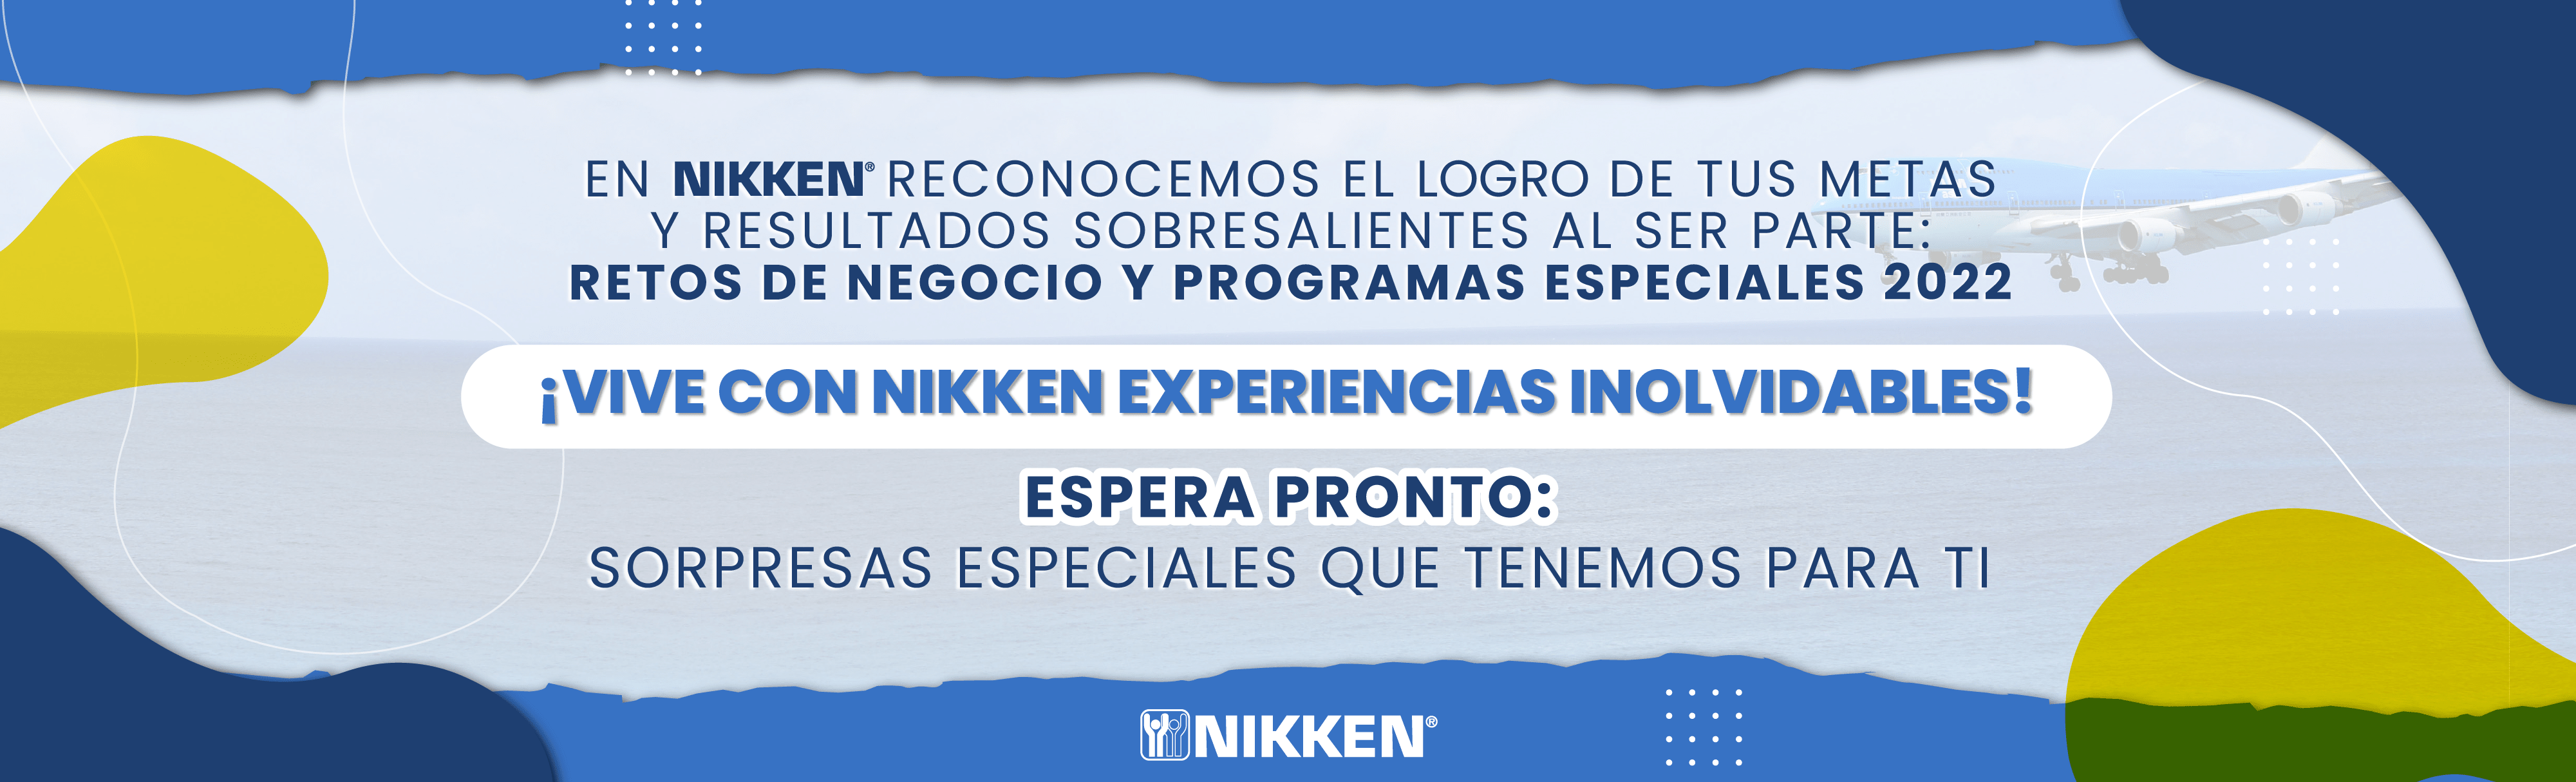 EN NIKKEN® RECONOCEMOS EL LOGRO DE TUS METAS
Y RESULTADOS SOBRESALIENTES AL SER PARTE:
RETOS DE NEGOCIO Y PROGRAMAS ESPECIALES 2022
¡VIVE CON NIKKEN EXPERIENCIAS INOLVIDABLES!
ESPERA PRONTO:
SORPRESAS ESPECIALES QUE TENEMOS PARA TI
NIKKEN®